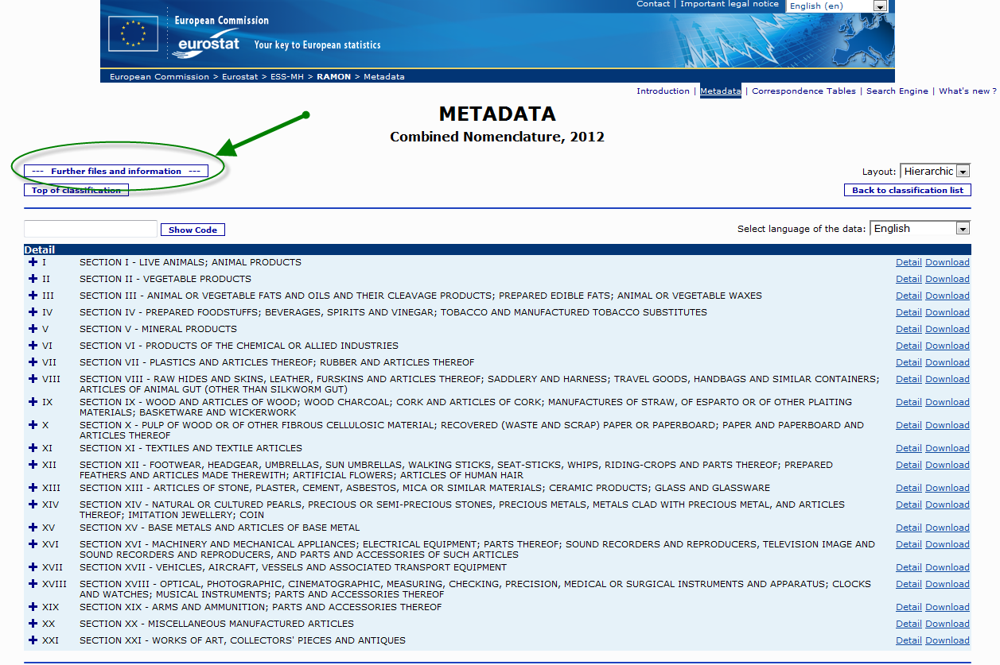 Contact | Important legal notice English (en)
European Commission
eurostat Your key to European statistics
European Commission > Eurostat > ESS-MH > RAMON > Metadata
Introduction | Metadata | Correspondence Tables | Search Engine | What's new ?
METADATA
Combined Nomenclature, 2012
--- Further files and information --- Layout: Hierarchic
Top of classification Back to classification list
Show Code Select language of the data: English
Detail
I SECTION I - LIVE ANIMALS; ANIMAL PRODUCTS Detail Download
II SECTION II - VEGETABLE PRODUCTS Detail Download
III SECTION III - ANIMAL OR VEGETABLE FATS AND OILS AND THEIR CLEAVAGE PRODUCTS; PREPARED EDIBLE FATS; ANIMAL OR VEGETABLE WAXES Detail Download
IV SECTION IV - PREPARED FOODSTUFFS; BEVERAGES, SPIRITS AND VINEGAR; TOBACCO AND MANUFACTURED TOBACCO SUBSTITUTES Detail Download
V SECTION V - MINERAL PRODUCTS Detail Download
VI SECTION VI - PRODUCTS OF THE CHEMICAL OR ALLIED INDUSTRIES Detail Download
VII SECTION VII - PLASTICS AND ARTICLES THEREOF; RUBBER AND ARTICLES THEREOF Detail Download
VIII SECTION VIII - RAW HIDES AND SKINS, LEATHER, FURSKINS AND ARTICLES THEREOF; SADDLERY AND HARNESS; TRAVEL GOODS, HANDBAGS AND SIMILAR CONTAINERS; Detail Download
ARTICLES OF ANIMAL GUT (OTHER THAN SILKWORM GUT)
IX SECTION IX - WOOD AND ARTICLES OF WOOD; WOOD CHARCOAL; CORK AND ARTICLES OF CORK; MANUFACTURES OF STRAW, OF ESPARTO OR OF OTHER PLAITING Detail Download
MATERIALS; BASKETWARE AND WICKERWORK
X SECTION X - PULP OF WOOD OR OF OTHER FIBROUS CELLULOSIC MATERIAL; RECOVERED (WASTE AND SCRAP) PAPER OR PAPERBOARD; PAPER AND PAPERBOARD AND Detail Download
ARTICLES THEREOF
XI SECTION XI - TEXTILES AND TEXTILE ARTICLES Detail Download
XII SECTION XII - FOOTWEAR, HEADGEAR, UMBRELLAS, SUN UMBRELLAS, WALKING STICKS, SEAT-STICKS, WHIPS, RIDING-CROPS AND PARTS THEREOF; PREPARED Detail Download
FEATHERS AND ARTICLES MADE THEREWITH; ARTIFICIAL FLOWERS; ARTICLES OF HUMAN HAIR
XIII SECTION XIII - ARTICLES OF STONE, PLASTER, CEMENT, ASBESTOS, MICA OR SIMILAR MATERIALS; CERAMIC PRODUCTS; GLASS AND GLASSWARE Detail Download
XIV SECTION XIV - NATURAL OR CULTURED PEARLS, PRECIOUS OR SEMI-PRECIOUS STONES, PRECIOUS METALS, METALS CLAD WITH PRECIOUS METAL, AND ARTICLES Detail Download
THEREOF; IMITATION JEWELLERY; COIN
XV SECTION XV - BASE METALS AND ARTICLES OF BASE METAL Detail Download
XVI SECTION XVI - MACHINERY AND MECHANICAL APPLIANCES; ELECTRICAL EQUIPMENT; PARTS THEREOF; SOUND RECORDERS AND REPRODUCERS, TELEVISION IMAGE AND Detail Download
SOUND RECORDERS AND REPRODUCERS, AND PARTS AND ACCESSORIES OF SUCH ARTICLES
XVII SECTION XVII - VEHICLES, AIRCRAFT, VESSELS AND ASSOCIATED TRANSPORT EQUIPMENT Detail Download
XVIII SECTION XVIII - OPTICAL, PHOTOGRAPHIC, CINEMATOGRAPHIC, MEASURING, CHECKING, PRECISION, MEDICAL OR SURGICAL INSTRUMENTS AND APPARATUS; CLOCKS Detail Download
AND WATCHES; MUSICAL INSTRUMENTS; PARTS AND ACCESSORIES THEREOF
XIX SECTION XIX - ARMS AND AMMUNITION; PARTS AND ACCESSORIES THEREOF Detail Download
XX SECTION XX - MISCELLANEOUS MANUFACTURED ARTICLES Detail Download
XXI SECTION XXI - WORKS OF ART, COLLECTORS' PIECES AND ANTIQUES Detail Download